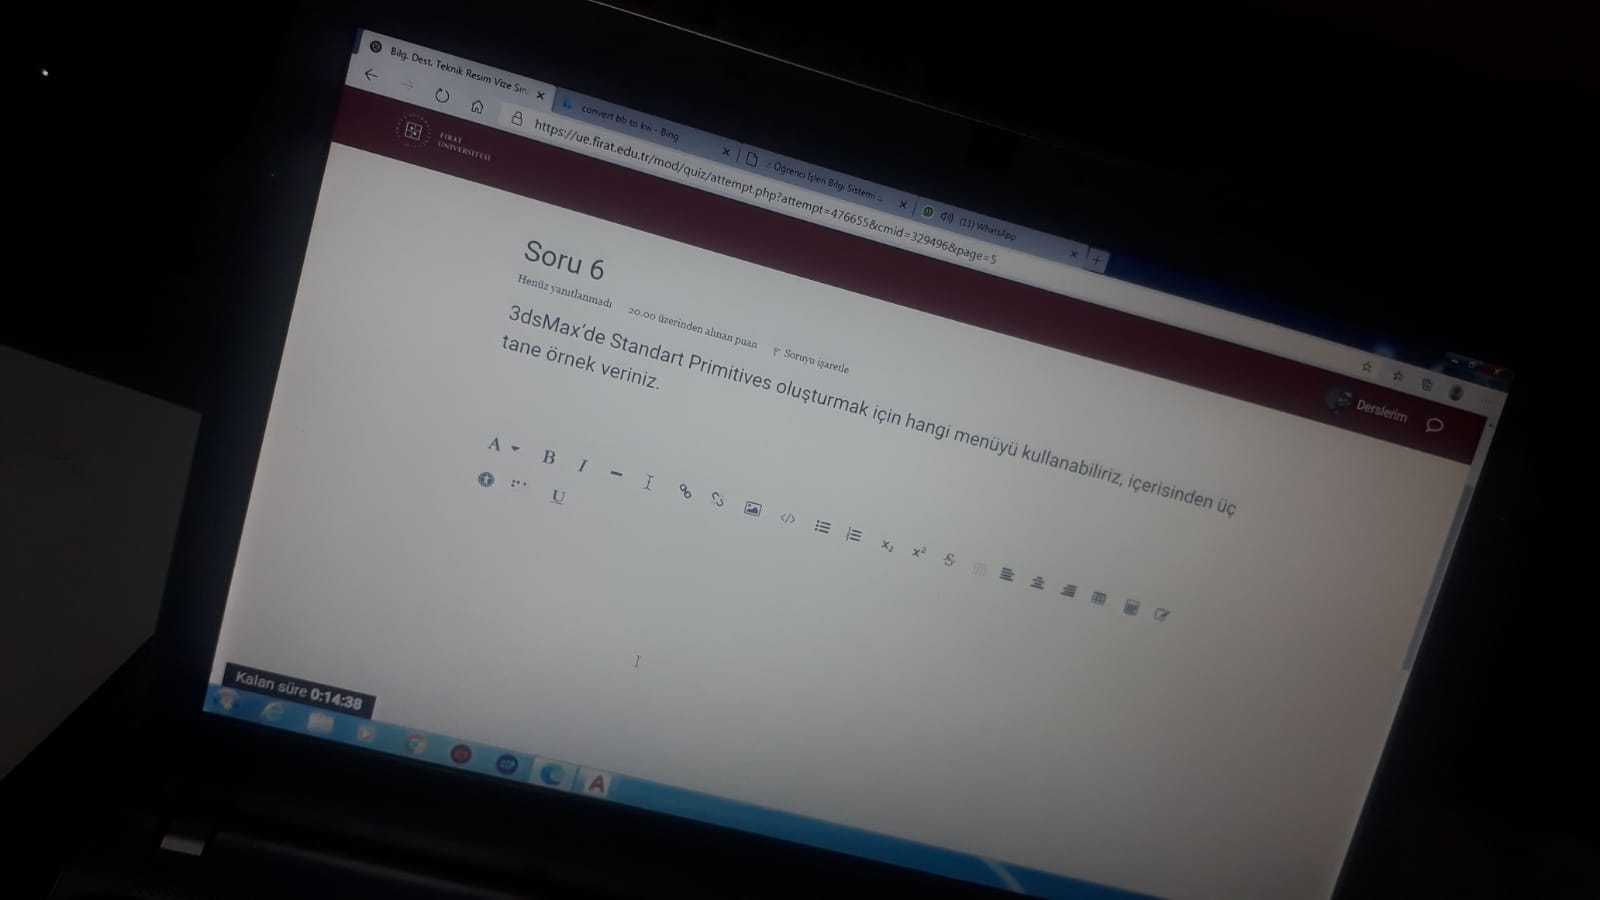 Bilg. Dest. Teknik Resim Vize Sın
convert bb to kw - Bing
.: Öğrenci İşleri Bilgi Sistemi :.
(11) WhatsApp
https://ue.firat.edu.tr/mod/quiz/attempt.php?attempt=476655&cmid=329496&page=5
FIRAT
ÜNİVERSİTESİ
Derslerim
Soru 6
Henüz yanıtlanmadı 20.00 üzerinden alınan puan Soruyu işaretle
3dsMax'de Standart Primitives oluşturmak için hangi menüyü kullanabiliriz, içerisinden üç
tane örnek veriniz.
Kalan süre 0:14:38